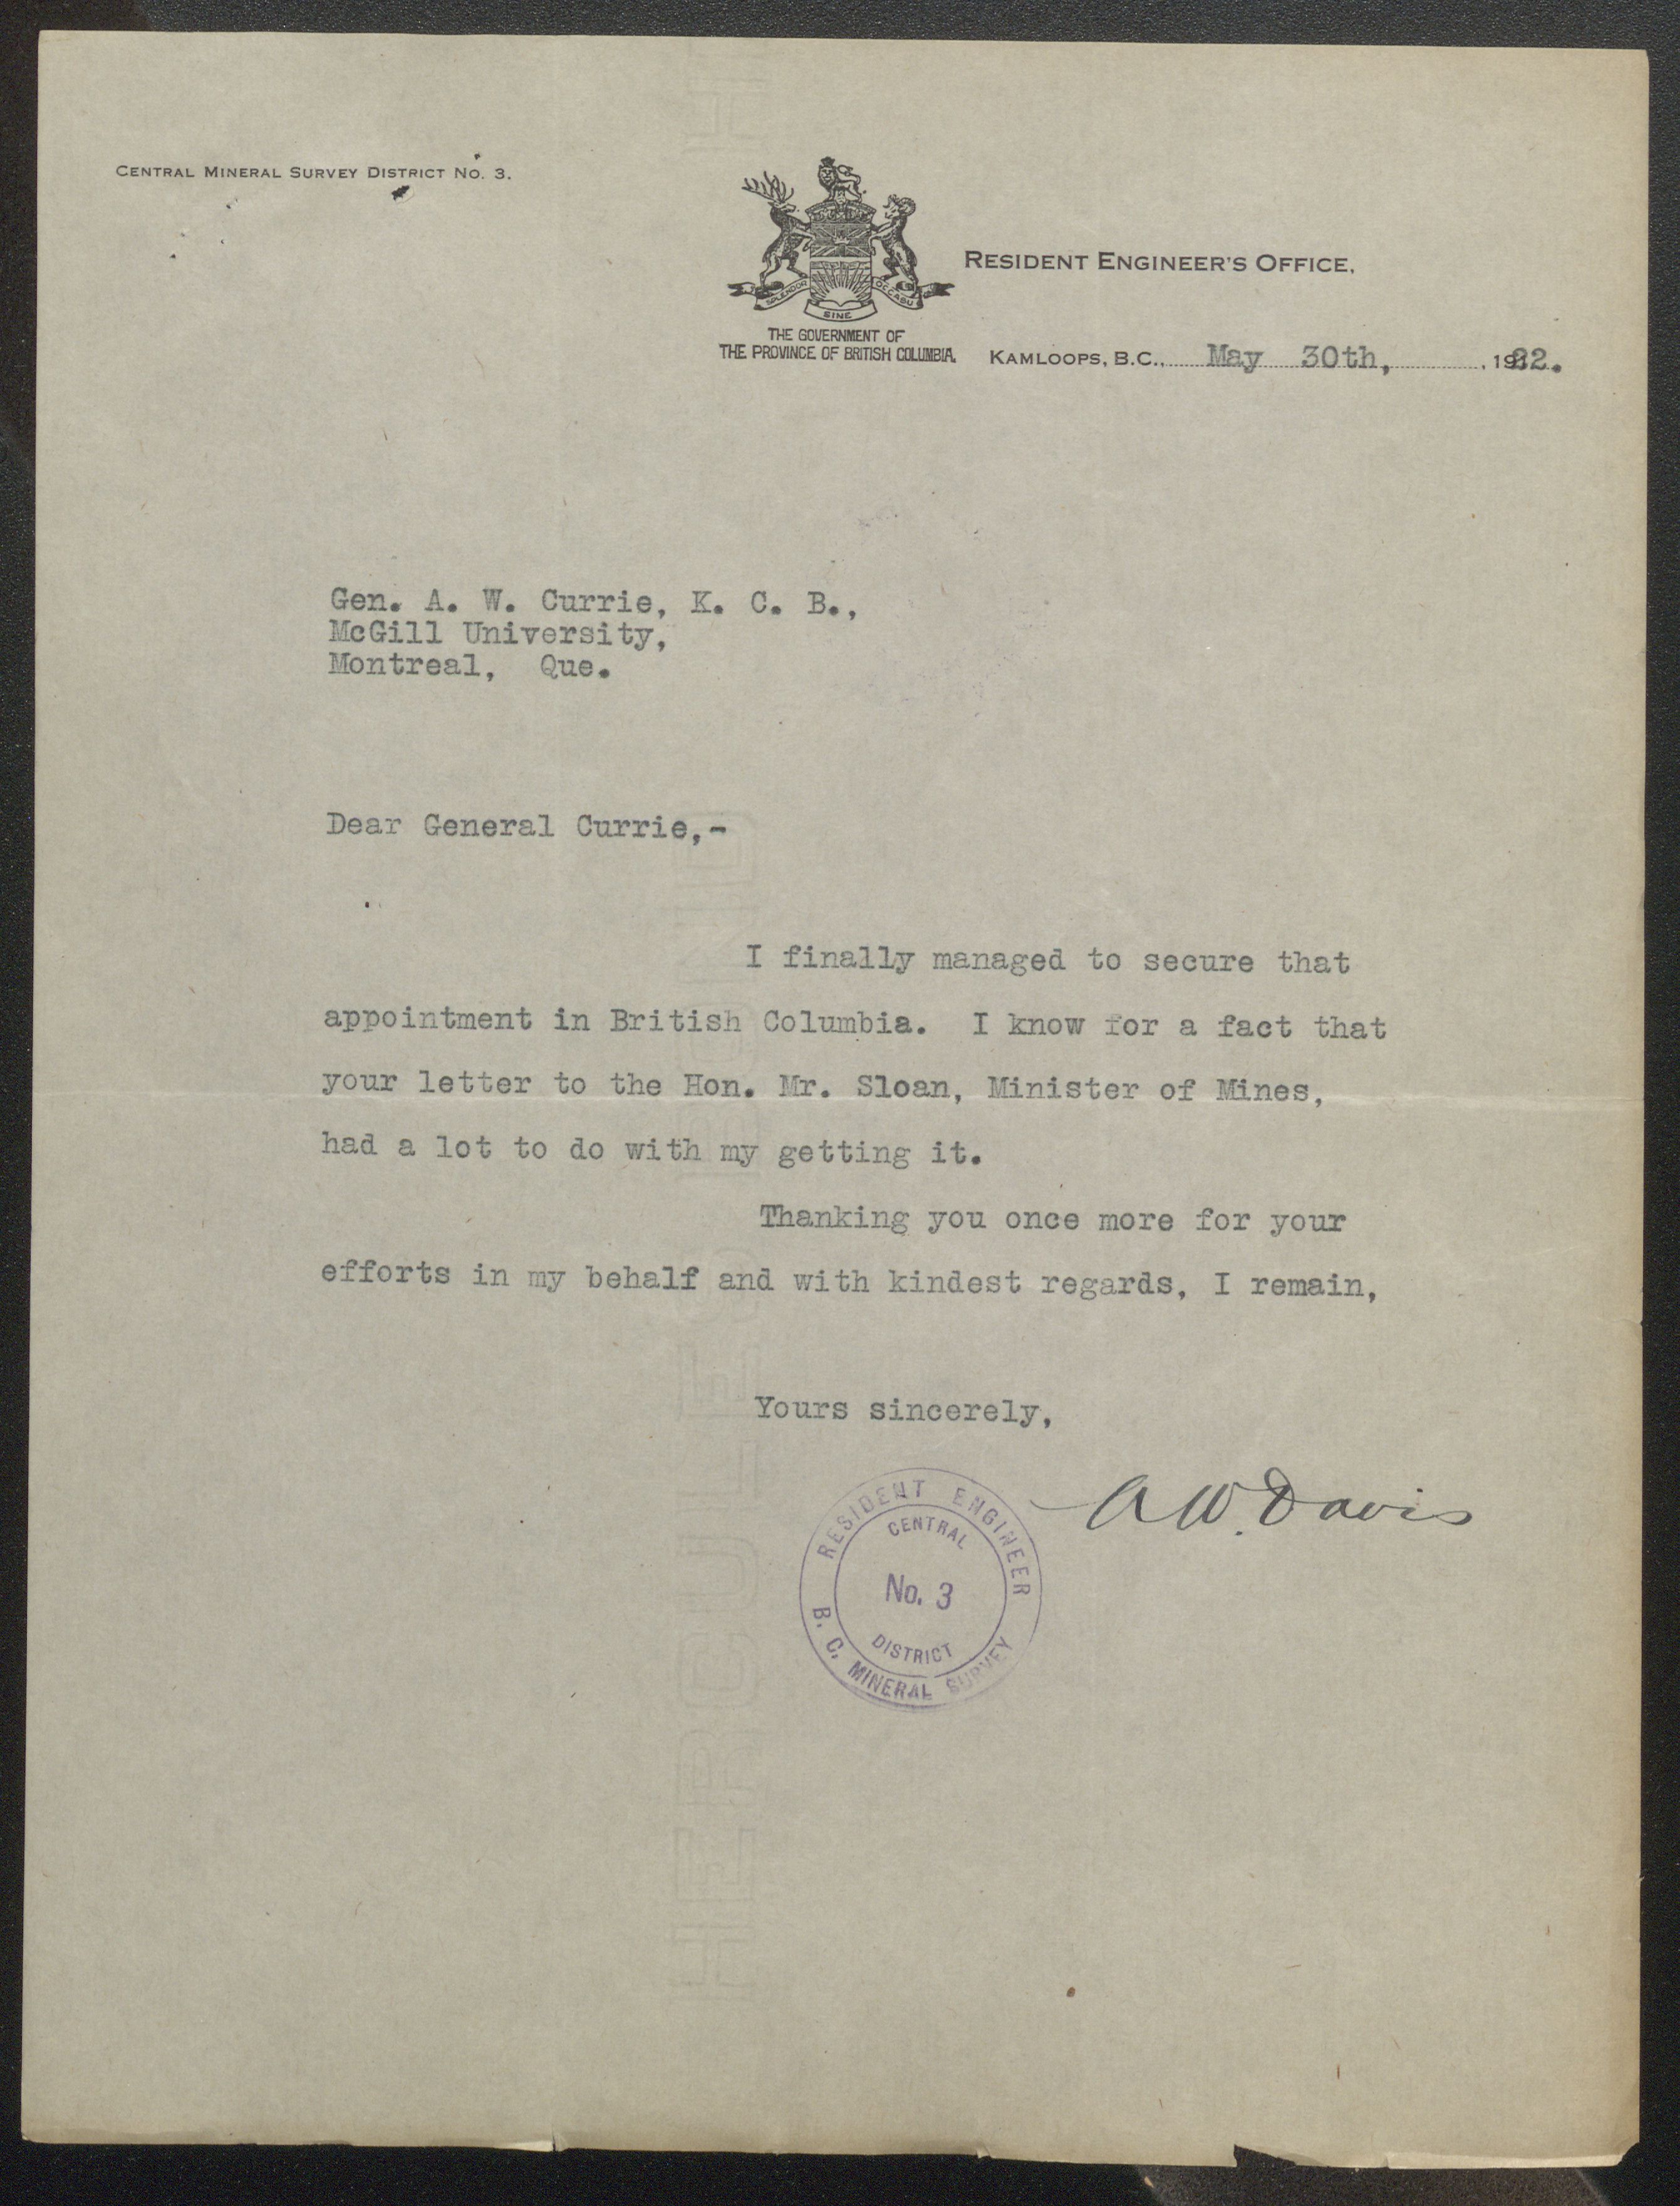 CENTRAL MINERAL SURVEY DISTRICT NO. 3.
SPLENDOR SINE OCCASU
THE GOVERNMENT OF
THE PROVINCE OF BRITISH COLUMBIA.
RESIDENT ENGINEER'S OFFICE,
KAMLOOPS, B.C., May 30th, 1922.
Gen. A. W. Currie, K. C. B.,
McGill University,
Montreal, Que.
Dear General Currie,-
I finally managed to secure that
appointment in British Columbia. I know for a fact that
your letter to the Hon. Mr. Sloan, Minister of Mines,
had a lot to do with my getting it.
Thanking you once more for your
efforts in my behalf and with kindest regards, I remain,
Yours sincerely,
A W. Davis
RESIDENT ENGINEER
CENTRAL
No. 3
DISTRICT
B. C. MINERAL SURVEY